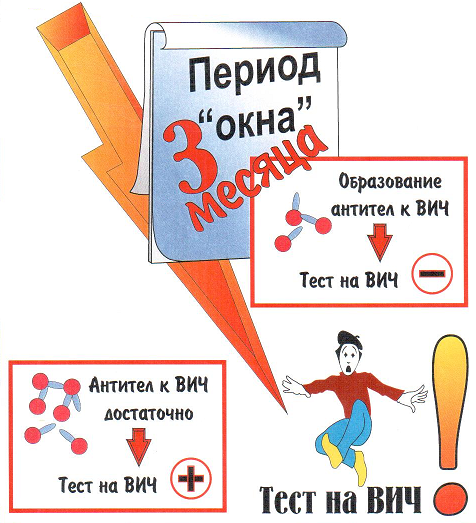 Период
"окна"
3
месяца
Образование
антител к ВИЧ
Тест на ВИЧ −
Антител к ВИЧ
достаточно
Тест на ВИЧ +
Тест на ВИЧ!